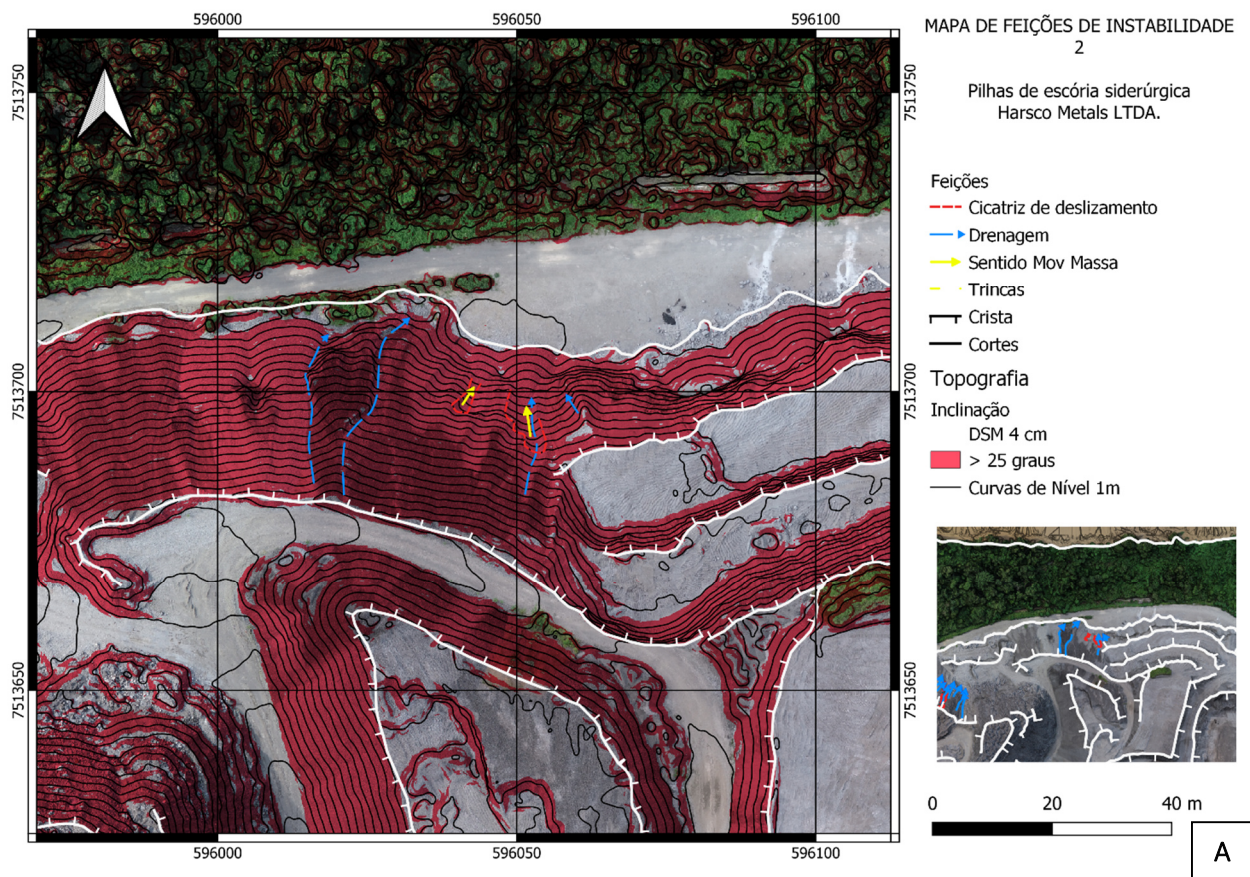 596000
596050
596100
7513750
7513700
7513650
7513750
7513700
7513650
596000
596050
596100
MAPA DE FEIÇÕES DE INSTABILIDADE
2
Pilhas de escória siderúrgica
Harsco Metals LTDA.
Feições
Cicatriz de deslizamento
Drenagem
Sentido Mov Massa
Trincas
Crista
Cortes
Topografia
Inclinação
DSM 4 cm
> 25 graus
Curvas de Nível 1m
0
20
40 m
A